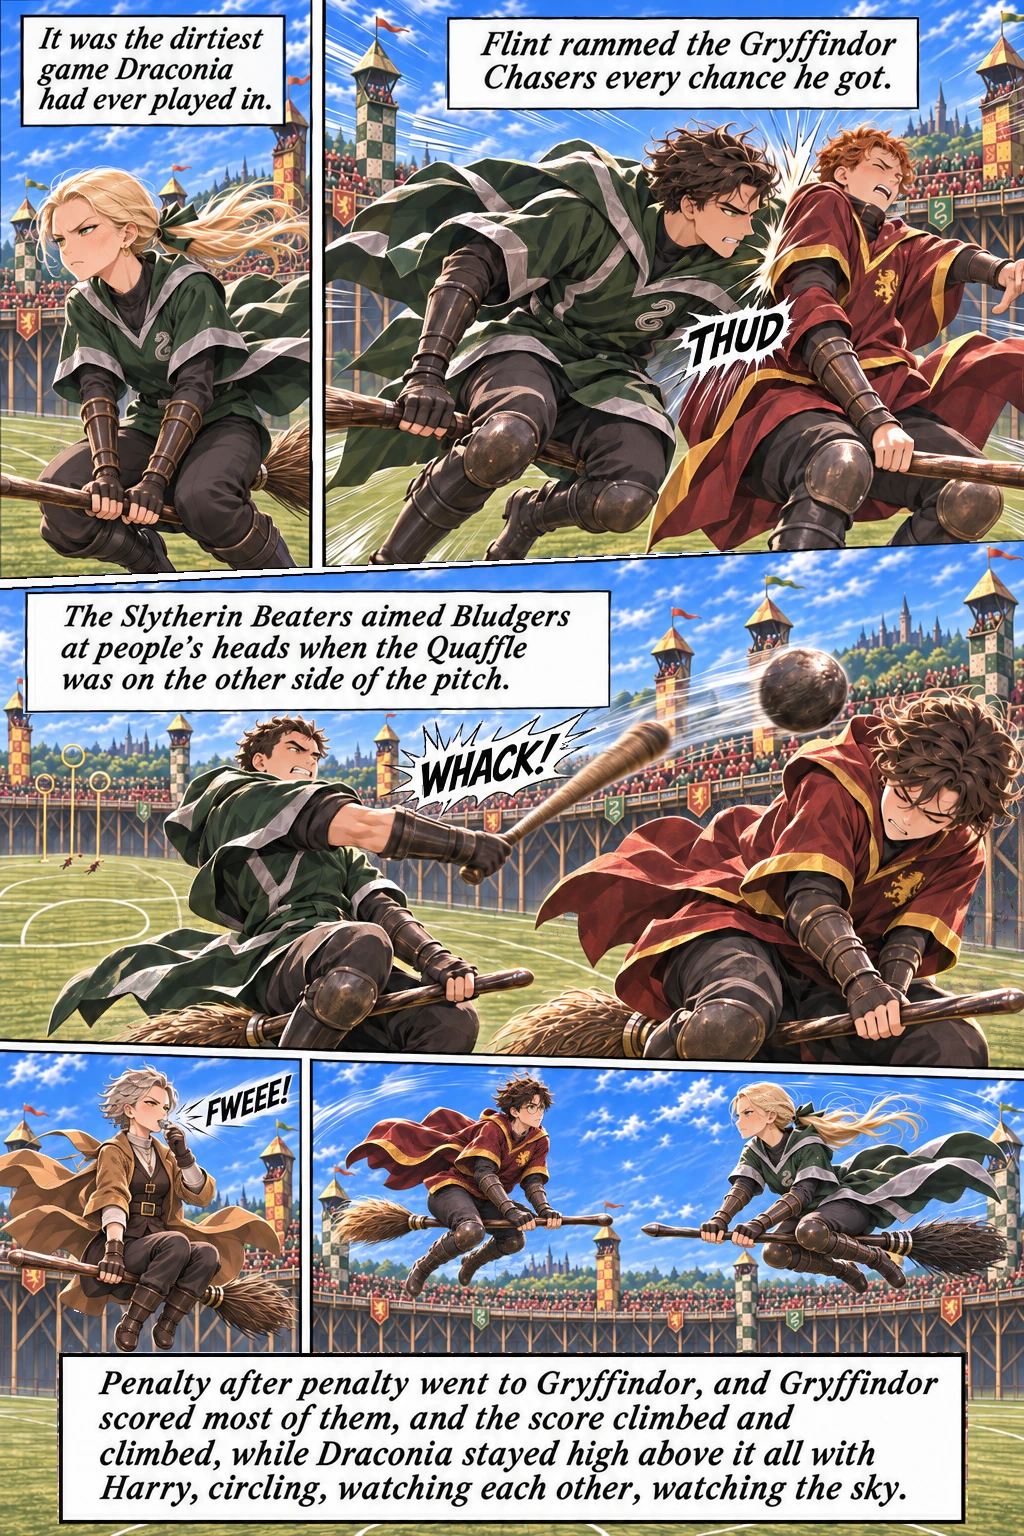 It was the dirtiest
game Draconia
had ever played in.
Flint rammed the Gryffindor
Chasers every chance he got.
THUD
The Slytherin Beaters aimed Bludgers
at people's heads when the Quaffle
was on the other side of the pitch.
WHACK!
FWEEE!
Penalty after penalty went to Gryffindor, and Gryffindor
scored most of them, and the score climbed and
climbed, while Draconia stayed high above it all with
Harry, circling, watching each other, watching the sky.